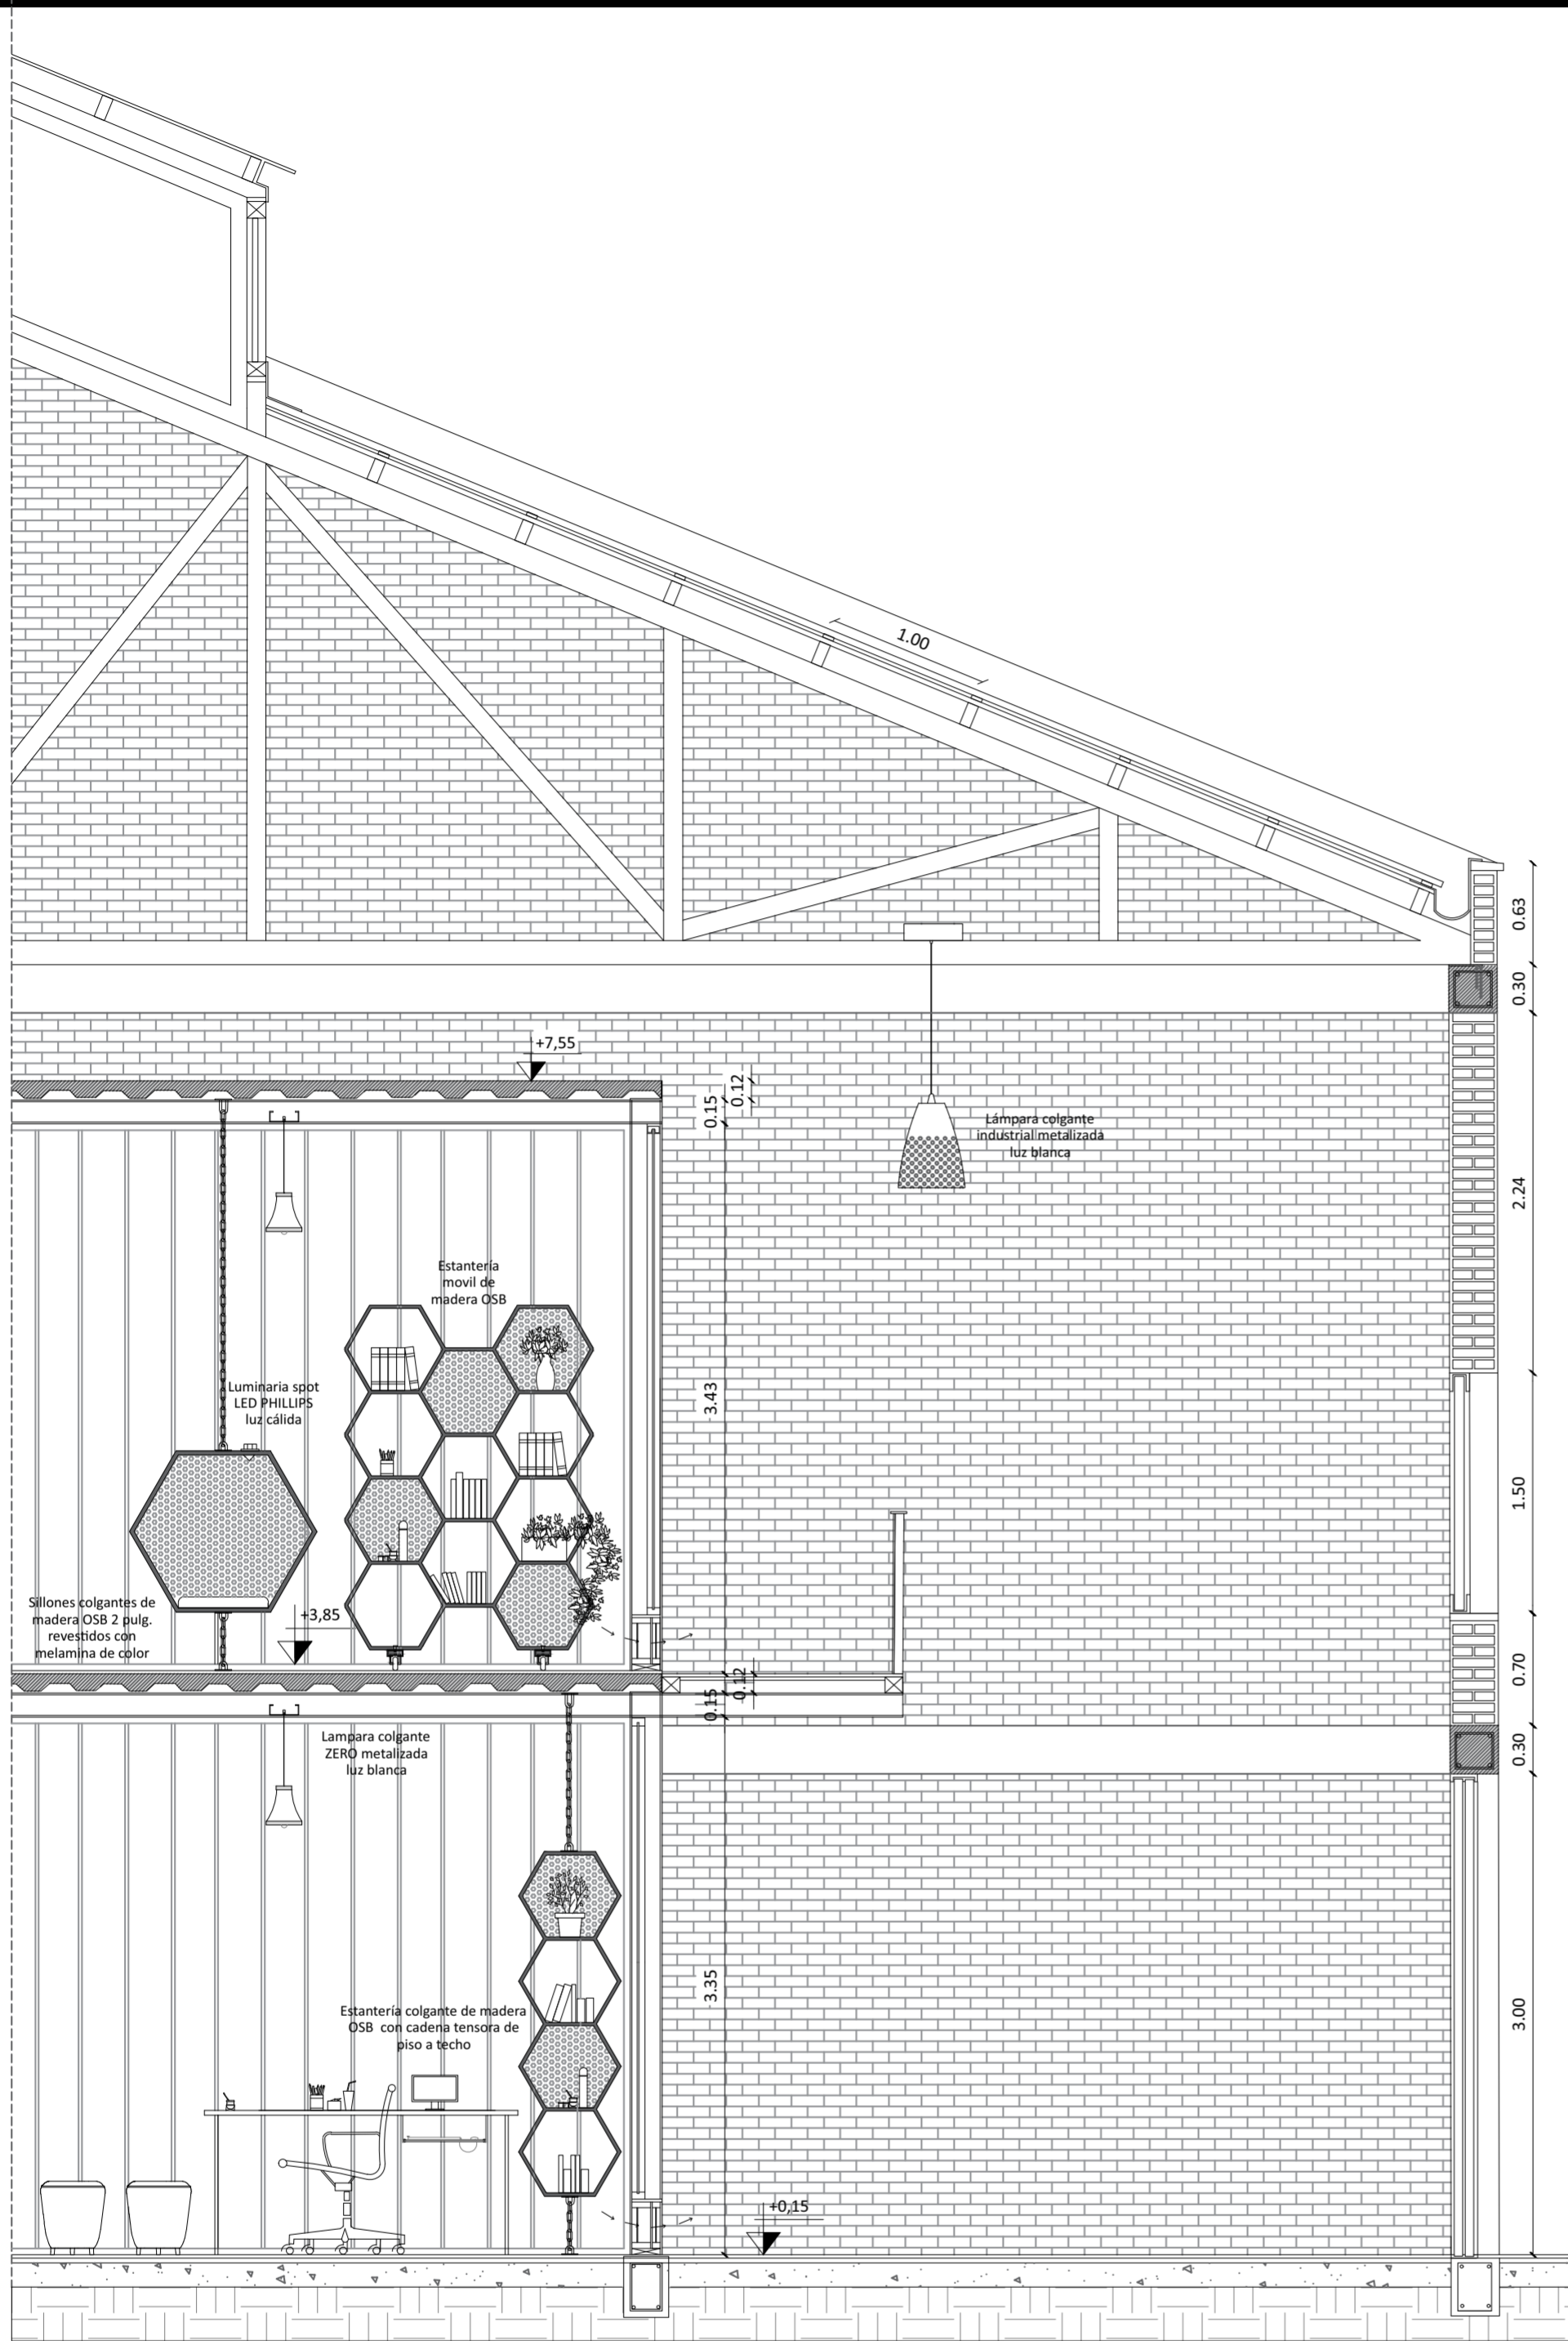 1.00
0.63
0.30
+7,55
0.12
0.15
Lámpara colgante
industrial metalizada
luz blanca
2.24
Estantería
movil de
madera OSB
Luminaria spot
LED PHILLIPS
luz cálida
3.43
1.50
Sillones colgantes de
madera OSB 2 pulg.
revestidos con
melamina de color
+3,85
0.12
0.15
0.70
Lampara colgante
ZERO metalizada
luz blanca
0.30
3.35
Estantería colgante de madera
OSB con cadena tensora de
piso a techo
3.00
+0,15